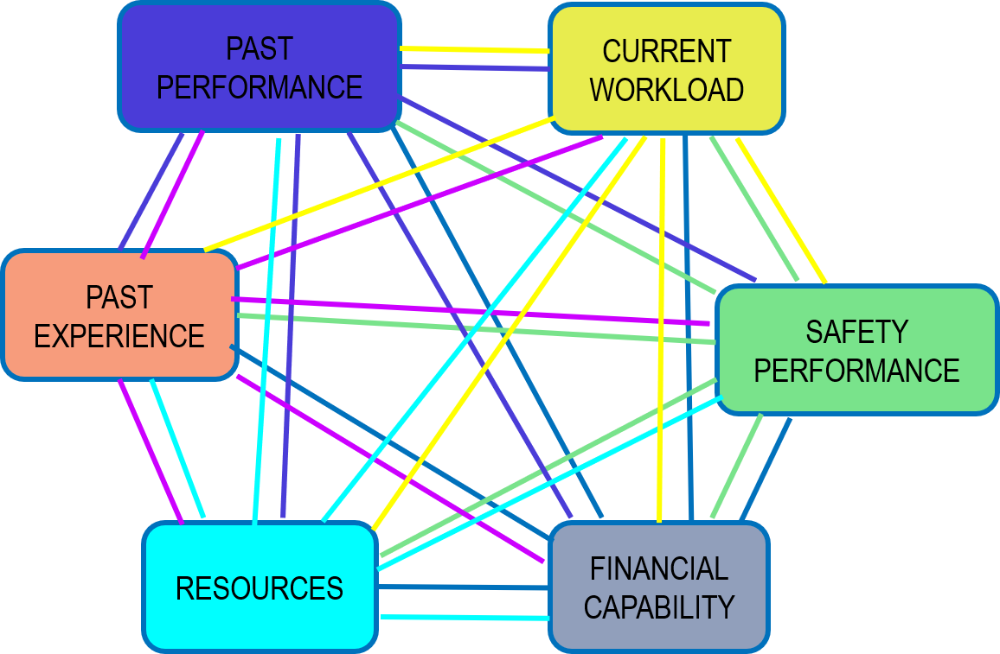 PAST
PERFORMANCE
CURRENT
WORKLOAD
PAST
EXPERIENCE
SAFETY
PERFORMANCE
RESOURCES
FINANCIAL
CAPABILITY